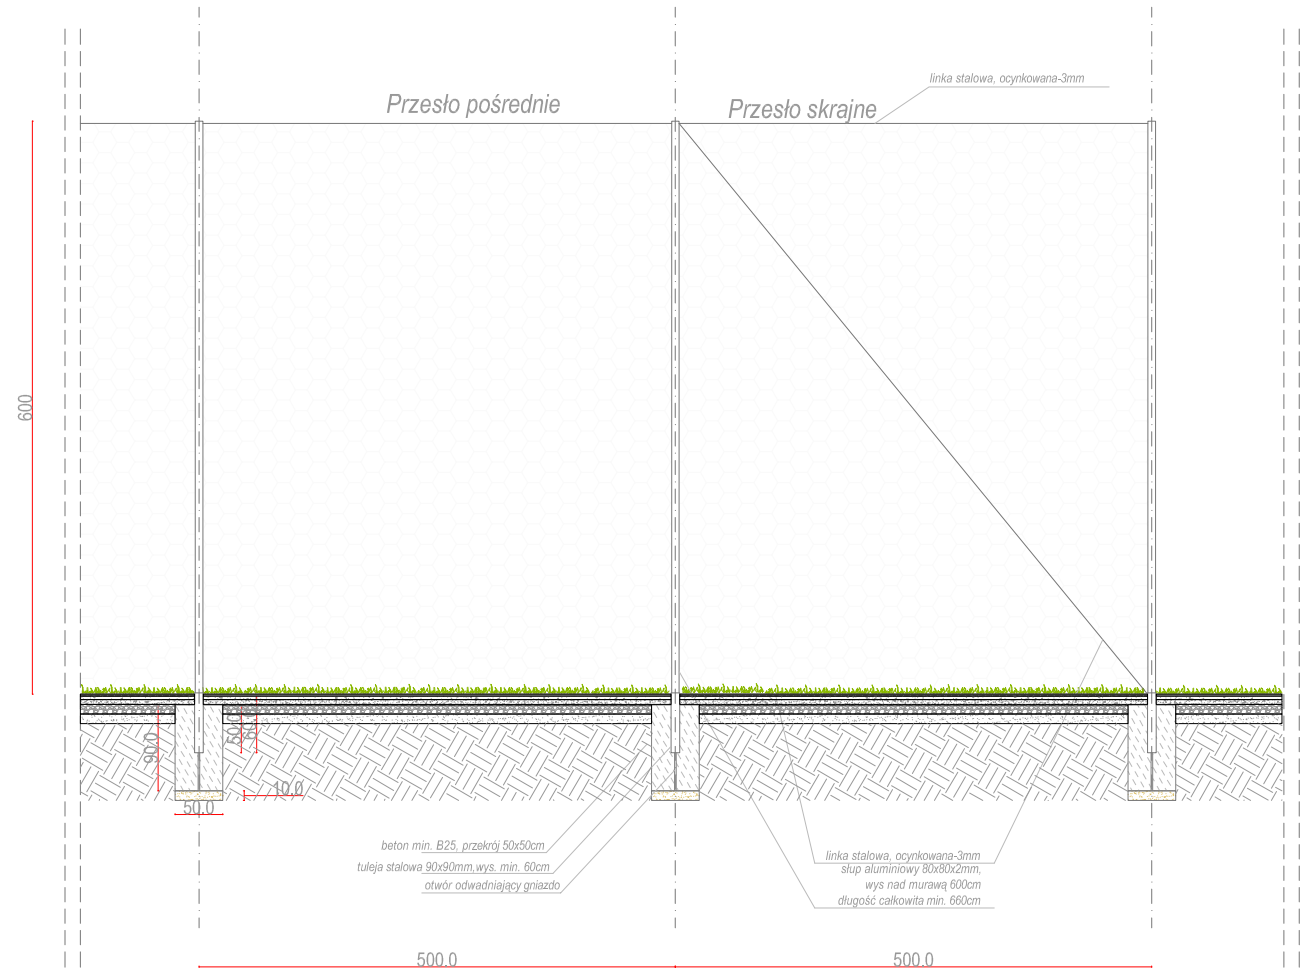 linka stalowa, ocynkowana-3mm
Przesło pośrednie
Przesło skrajne
600
90.0
50.0
60.
10.0
50.0
beton min. B25, przekrój 50x50cm
tuleja stalowa 90x90mm,wys. min. 60cm
otwór odwadniający gniazdo
linka stalowa, ocynkowana-3mm
słup aluminiowy 80x80x2mm,
wys nad murawą 600cm
długość całkowita min. 660cm
500.0
500.0